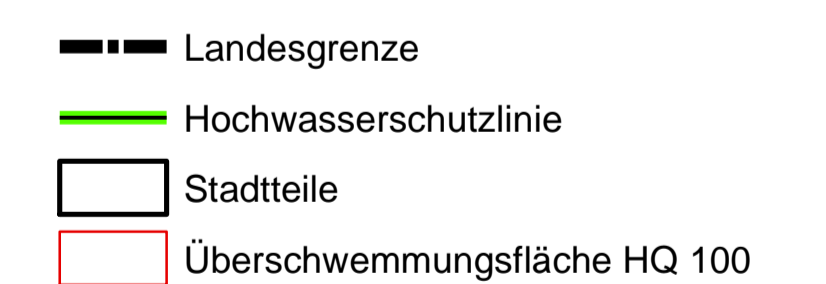 Landesgrenze
Hochwasserschutzlinie
Stadtteile
Überschwemmungsfläche HQ 100